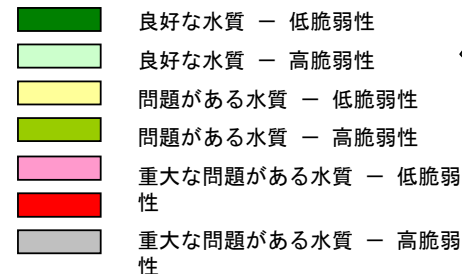 良好な水質 － 低脆弱性
良好な水質 － 高脆弱性
問題がある水質 － 低脆弱性
問題がある水質 － 高脆弱性
重大な問題がある水質 － 低脆弱
性
重大な問題がある水質 － 高脆弱
性